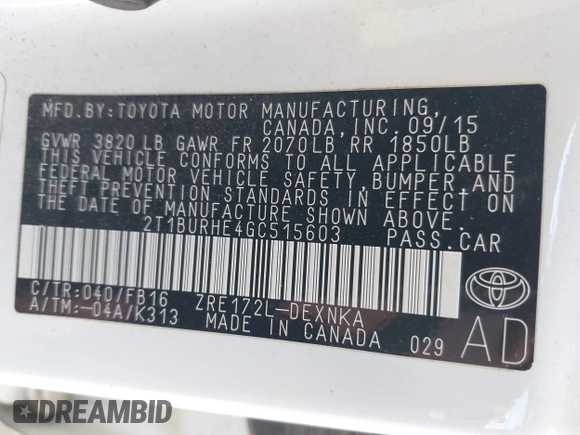 MFD.BY:TOYOTA MOTOR MANUFACTURING,
CANADA,INC. 09/15
GVWR 3820 LB GAWR FR 2070LB, RR 1850LB
THIS VEHICLE CONFORMS TO ALL APPLICABLE
FEDERAL MOTOR VEHICLE SAFETY, BUMPER, AND
THEFT PREVENTION STANDARDS IN EFFECT ON
THE DATE OF MANUFACTURE SHOWN ABOVE.
2T1BURHE4GC515603 PASS.CAR
C/TR:040/FB16 ZRE172L-DEXNKA
A/TM:-04A/K313 MADE IN CANADA 029
AD
DREAMBID